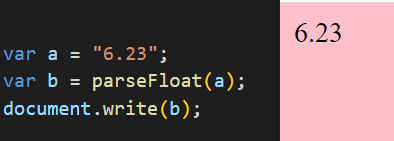 var a = "6.23";
var b = parseFloat(a);
document.write(b);
6.23